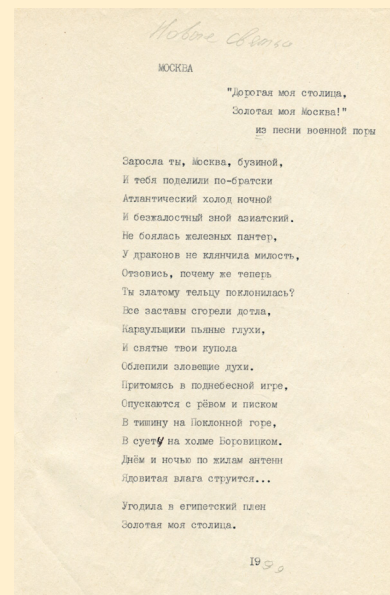 Новые
МОСКВА
"Дорогая моя столица,
Золотая моя Москва!"
из песни военной поры
Заросла ты, Москва, бузиной,
И тебя поделили по-братски
Атлантический холод ночной
И безжалостный зной азиатский.
Не боялась железных пантер,
У драконов не клянчила милость,
Отзовись, почему же теперь
Ты златому тельцу поклонилась?
Все заставы сгорели дотла,
Караульщики пьяные глухи,
И святые твои купола
Облепили зловещие духи.
Притомясь в поднебесной игре,
Опускаются с рёвом и писком
В тишину на Поклонной горе,
В суету на холме Боровицком.
Днём и ночью по жилам антенн
Ядовитая влага струится...
Угодила в египетский плен
Золотая моя столица.
19